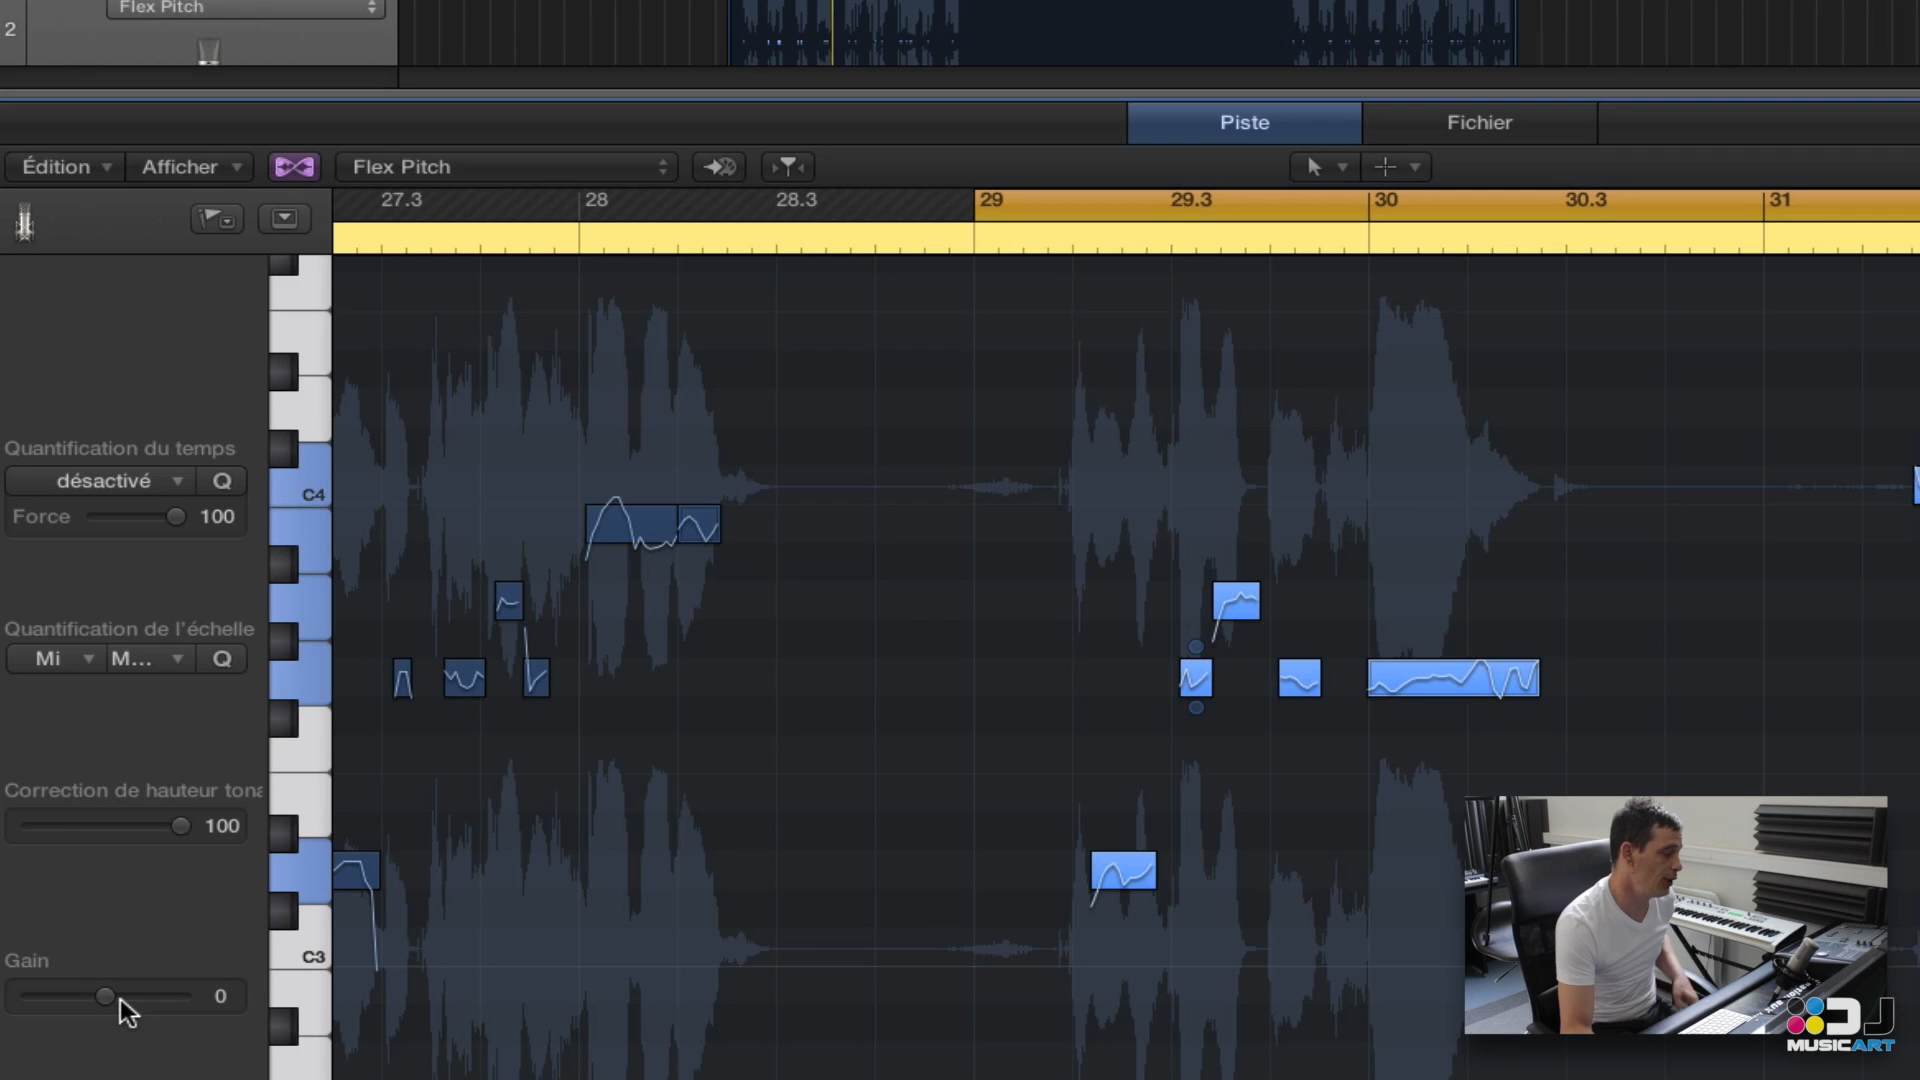 Flex Pitch
2
Piste
Fichier
Édition
Afficher
Flex Pitch
27.3
28
28.3
29
29.3
30
30.3
31
Quantification du temps
désactivé
Q
Force
100
C4
Quantification de l'échelle
Mi
M...
Q
Correction de hauteur tona
100
Gain
0
C3
DJ
MUSICART